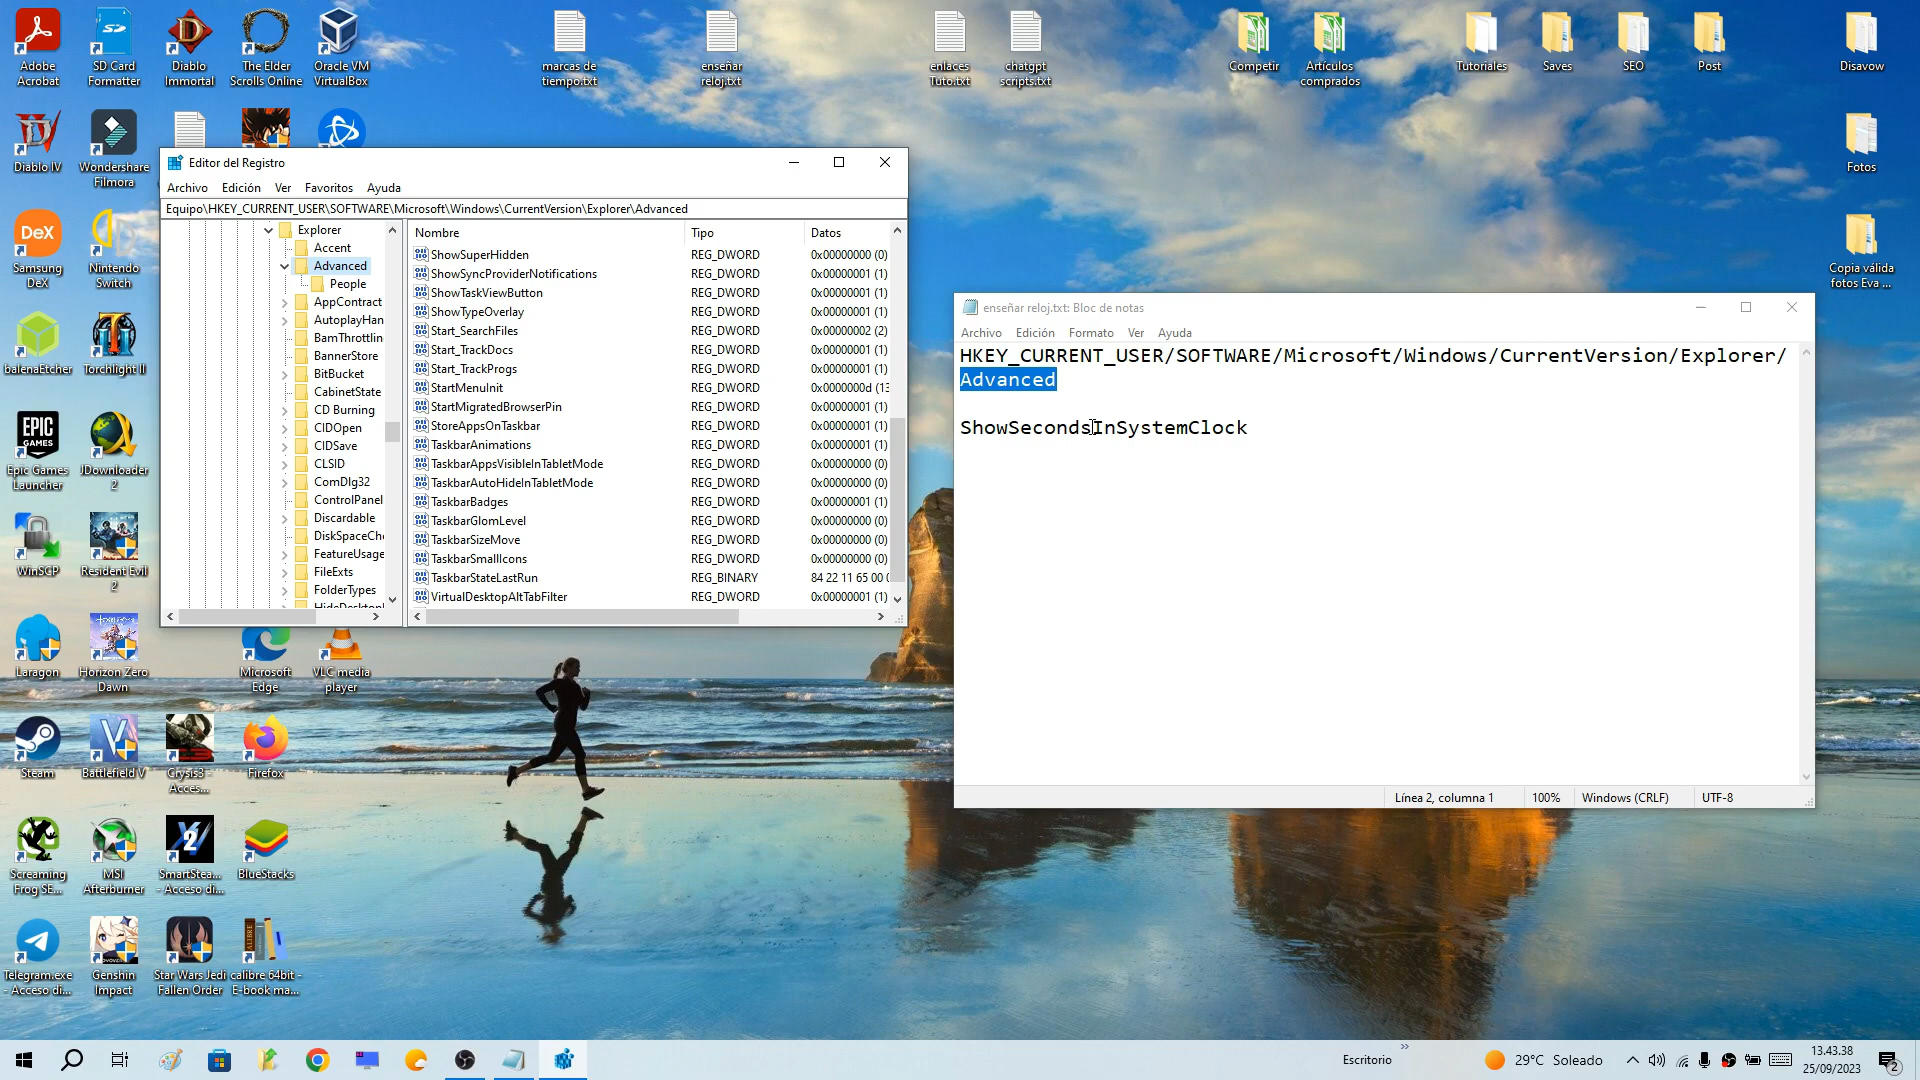 Adobe
Acrobat
SD Card
Formatter
Diablo
Immortal
The Elder
Scrolls Online
Oracle VM
VirtualBox
marcas de
tiempo.txt
enseñar
reloj.txt
enlaces
Tuto.txt
chatgpt
scripts.txt
Competir
Artículos
comprados
Tutoriales
Saves
SEO
Post
Disavow
Diablo IV
Wondershare
Filmora
Fotos
Samsung
DeX
Nintendo
Switch
Copia válida
fotos Eva ...
balenaEtcher
Torchlight II
Epic Games
Launcher
JDownloader
2
WinSCP
Resident Evil
2
Laragon
Horizon Zero
Dawn
Microsoft
Edge
VLC media
player
Steam
Battlefield V
Crysis3 -
Acces...
Firefox
Screaming
Frog SE...
MSI
Afterburner
SmartStea...
- Acceso di...
BlueStacks
Telegram.exe
- Acceso di...
Genshin
Impact
Star Wars Jedi
Fallen Order
calibre 64bit -
E-book ma...
Editor del Registro
Archivo Edición Ver Favoritos Ayuda
Equipo\HKEY_CURRENT_USER\SOFTWARE\Microsoft\Windows\CurrentVersion\Explorer\Advanced
Explorer
Accent
Advanced
People
AppContract
AutoplayHan
BamThrottlin
BannerStore
BitBucket
CabinetState
CD Burning
CIDOpen
CIDSave
CLSID
ComDlg32
ControlPanel
Discardable
DiskSpaceChe
FeatureUsage
FileExts
FolderTypes
HideDesktopI
Nombre Tipo Datos
ShowSuperHidden REG_DWORD 0x00000000 (0)
ShowSyncProviderNotifications REG_DWORD 0x00000001 (1)
ShowTaskViewButton REG_DWORD 0x00000001 (1)
ShowTypeOverlay REG_DWORD 0x00000001 (1)
Start_SearchFiles REG_DWORD 0x00000002 (2)
Start_TrackDocs REG_DWORD 0x00000001 (1)
Start_TrackProgs REG_DWORD 0x00000001 (1)
StartMenuInit REG_DWORD 0x0000000d (13
StartMigratedBrowserPin REG_DWORD 0x00000001 (1)
StoreAppsOnTaskbar REG_DWORD 0x00000001 (1)
TaskbarAnimations REG_DWORD 0x00000001 (1)
TaskbarAppsVisibleInTabletMode REG_DWORD 0x00000000 (0)
TaskbarAutoHideInTabletMode REG_DWORD 0x00000000 (0)
TaskbarBadges REG_DWORD 0x00000001 (1)
TaskbarGlomLevel REG_DWORD 0x00000000 (0)
TaskbarSizeMove REG_DWORD 0x00000000 (0)
TaskbarSmallIcons REG_DWORD 0x00000000 (0)
TaskbarStateLastRun REG_BINARY 84 22 11 65 00 0
VirtualDesktopAltTabFilter REG_DWORD 0x00000001 (1)
enseñar reloj.txt: Bloc de notas
Archivo Edición Formato Ver Ayuda
HKEY_CURRENT_USER/SOFTWARE/Microsoft/Windows/CurrentVersion/Explorer/
Advanced
ShowSecondsInSystemClock
Línea 2, columna 1 100% Windows (CRLF) UTF-8
Escritorio
29°C Soleado
13.43.38
25/09/2023
2